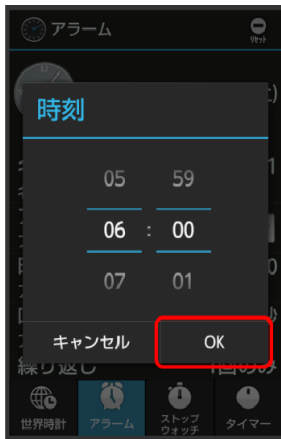 アラーム
リセット
12
時刻
05 59
06 : 00
07 01
キャンセル OK
繰り返し 1回のみ
世界時計 アラーム ストップウォッチ タイマー